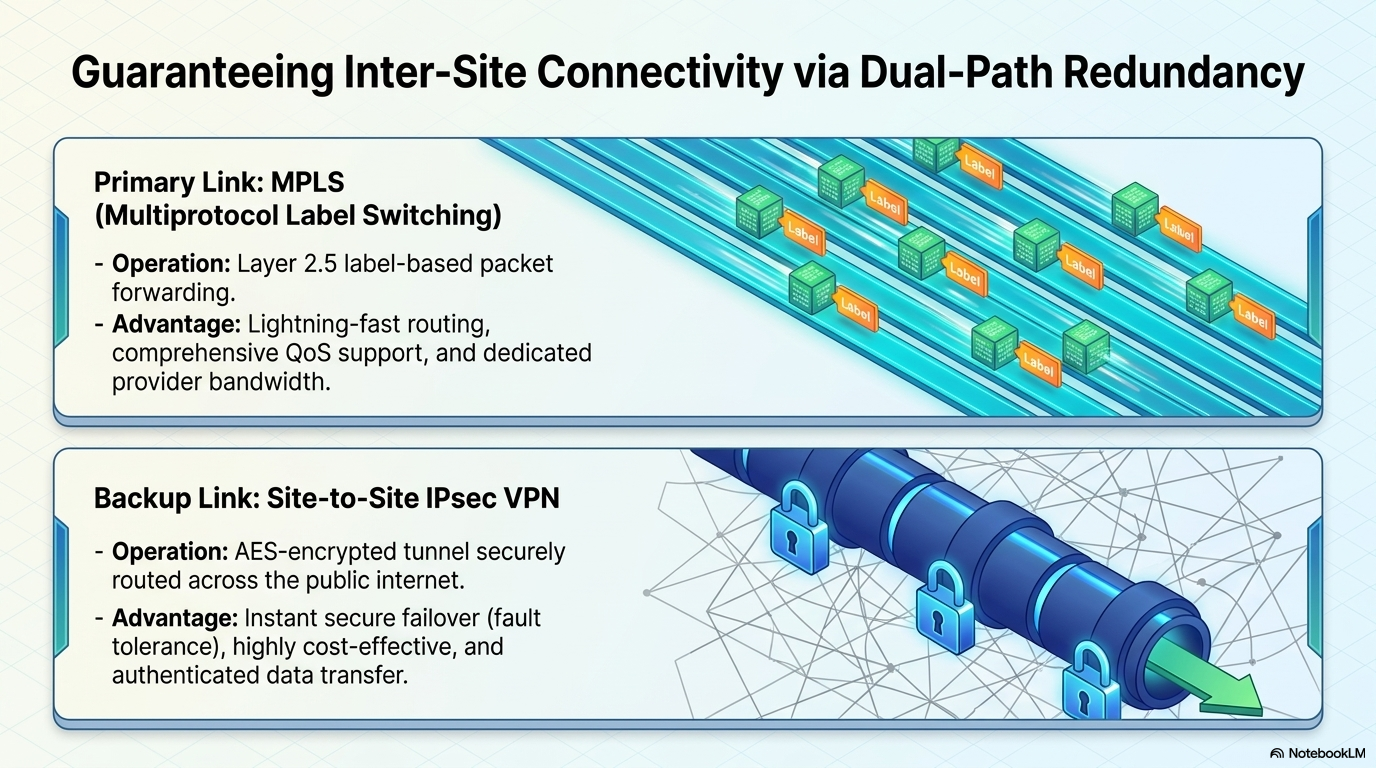 Guaranteeing Inter-Site Connectivity via Dual-Path Redundancy
Primary Link: MPLS
(Multiprotocol Label Switching)
- Operation: Layer 2.5 label-based packet
forwarding.
- Advantage: Lightning-fast routing,
comprehensive QoS support, and dedicated
provider bandwidth.
Label
Label
Label
Label
Label
Label
Label
Label
Backup Link: Site-to-Site IPsec VPN
- Operation: AES-encrypted tunnel securely
routed across the public internet.
- Advantage: Instant secure failover (fault
tolerance), highly cost-effective, and
authenticated data transfer.
NotebookLM